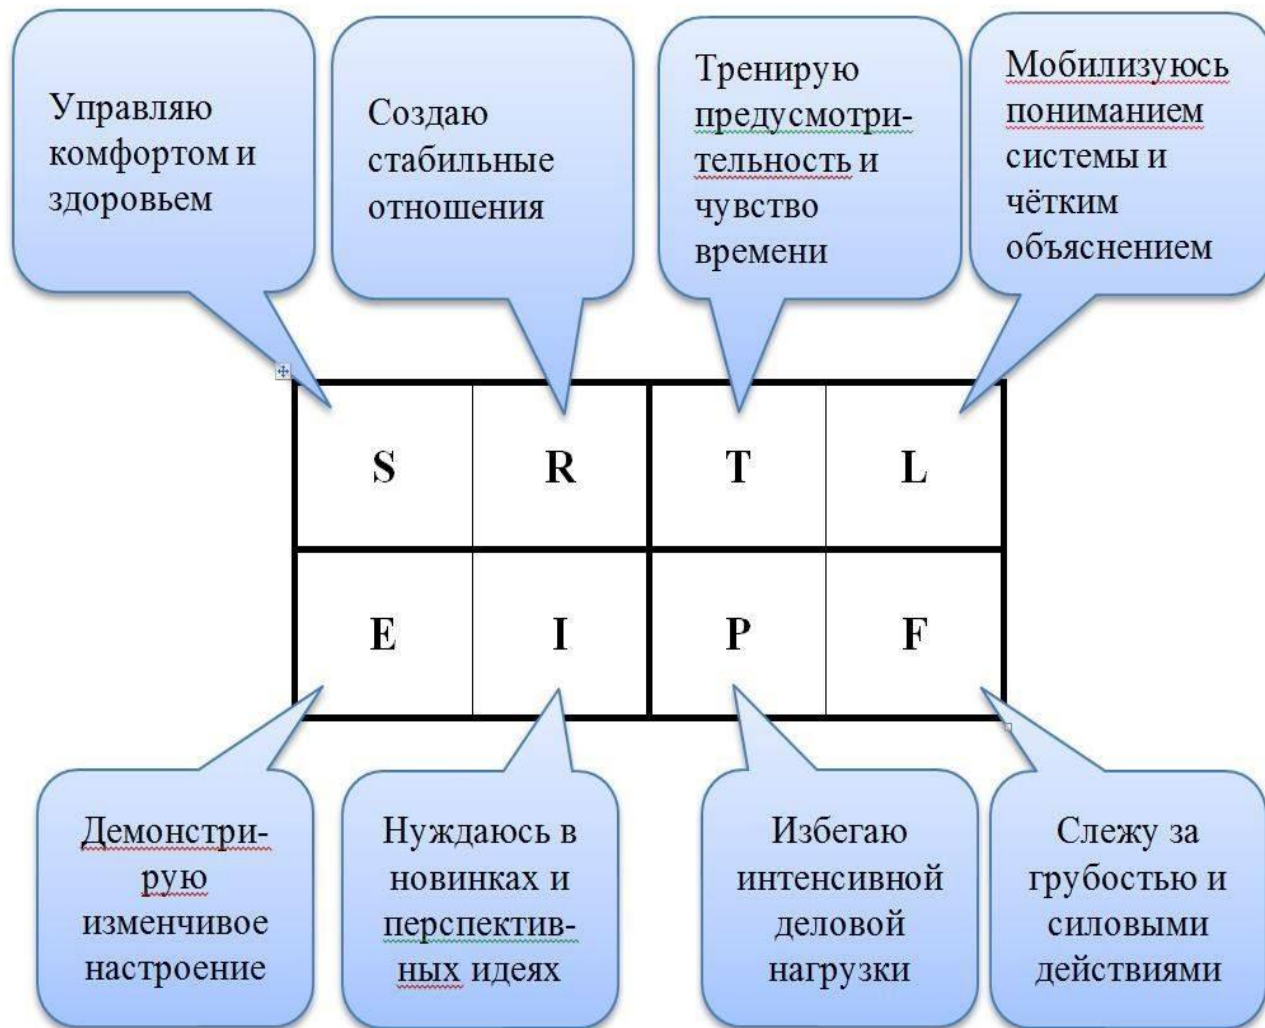 Управляю
комфортом и
здоровьем
Создаю
стабильные
отношения
Тренирую
предусмотри-
тельность и
чувство
времени
Мобилизуюсь
пониманием
системы и
чётким
объяснением
S R T L
E I P F
Демонстри-
рую
изменчивое
настроение
Нуждаюсь в
новинках и
перспектив-
ных идеях
Избегаю
интенсивной
деловой
нагрузки
Слежу за
грубостью и
силовыми
действиями